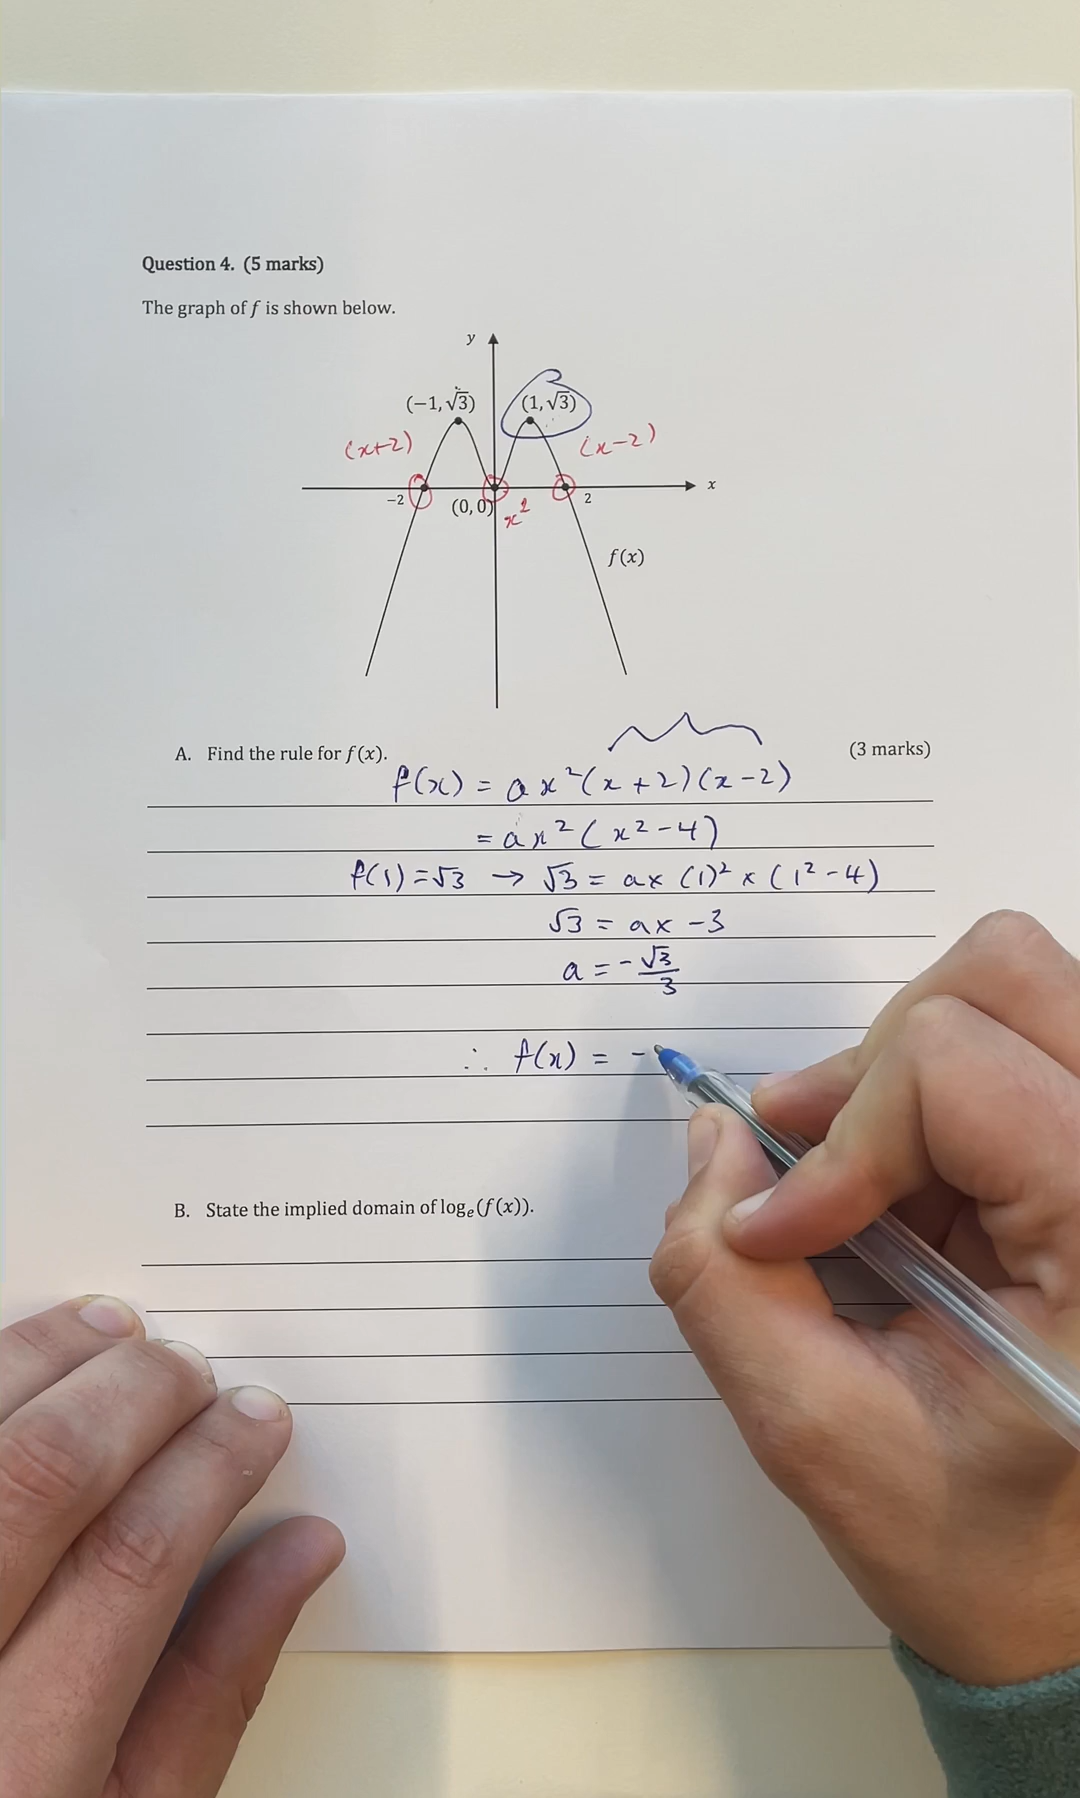 Question 4. (5 marks)
The graph of f is shown below.
y
(−1, √3) (1, √3)
(x+2) (x−2)
−2 (0, 0) x² 2 x
f(x)
A. Find the rule for f(x). (3 marks)
f(x) = ax²(x+2)(x−2)
= ax²(x²−4)
f(1)=√3 → √3 = a×(1)²×(1²−4)
√3 = a×−3
a = −√3/3
∴ f(x) = −
B. State the implied domain of logₑ(f(x)).